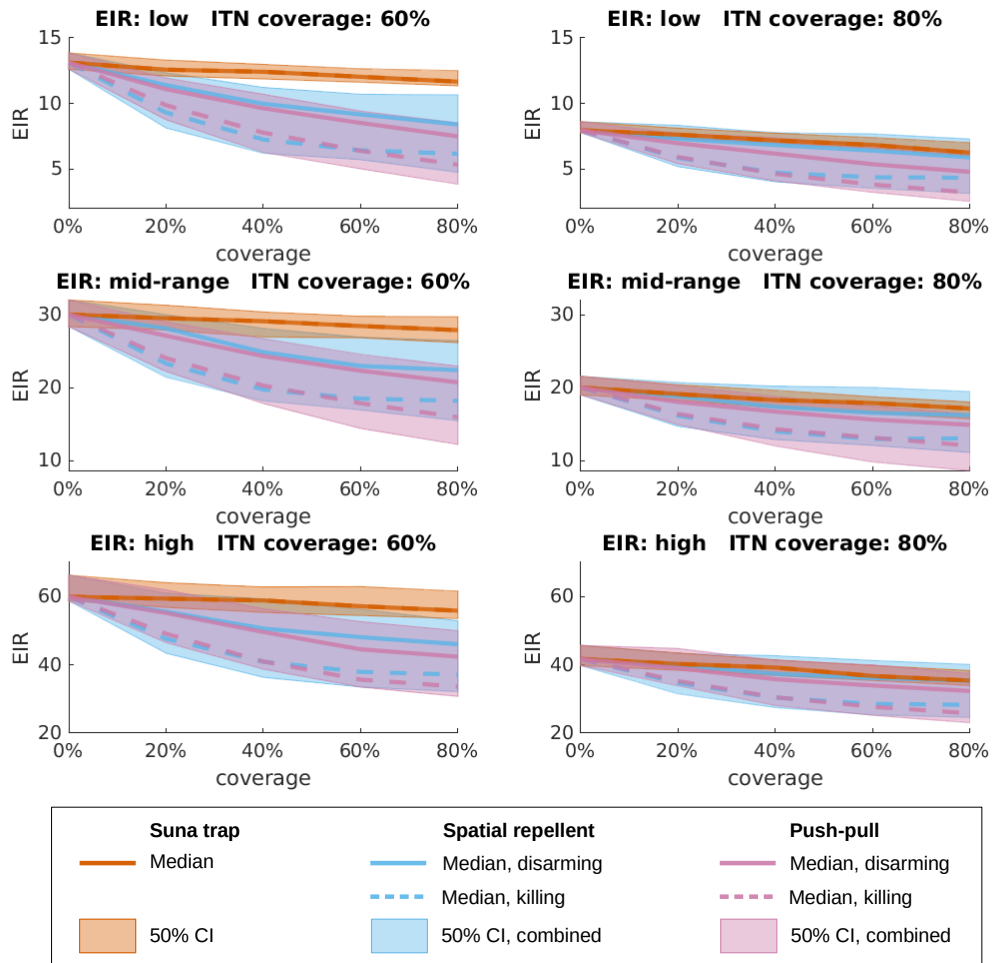 EIR: low   ITN coverage: 60%
EIR: low   ITN coverage: 80%
15
10
5
EIR
0%
20%
40%
60%
80%
coverage
15
10
5
EIR
0%
20%
40%
60%
80%
coverage
EIR: mid-range   ITN coverage: 60%
EIR: mid-range   ITN coverage: 80%
30
20
10
EIR
0%
20%
40%
60%
80%
coverage
30
20
10
EIR
0%
20%
40%
60%
80%
coverage
EIR: high   ITN coverage: 60%
EIR: high   ITN coverage: 80%
60
40
20
EIR
0%
20%
40%
60%
80%
coverage
60
40
20
EIR
0%
20%
40%
60%
80%
coverage
Suna trap
Median
50% CI
Spatial repellent
Median, disarming
Median, killing
50% CI, combined
Push-pull
Median, disarming
Median, killing
50% CI, combined